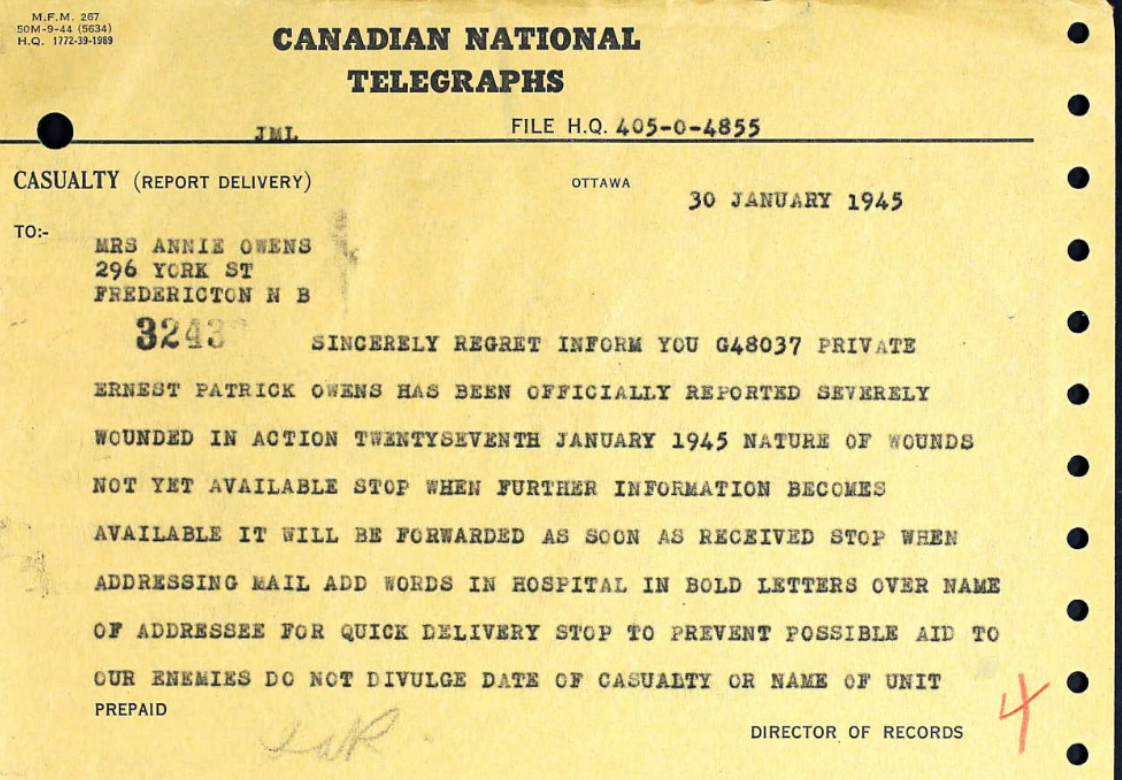 M.F.M. 267
50M-9-44 (5634)
H.Q. 1772-39-1989
CANADIAN NATIONAL
TELEGRAPHS
JML FILE H.Q. 405-0-4855
CASUALTY (REPORT DELIVERY) OTTAWA
30 JANUARY 1945
TO:-
MRS ANNIE OWENS
296 YORK ST
FREDERICTON N B
3243
SINCERELY REGRET INFORM YOU G48037 PRIVATE
ERNEST PATRICK OWENS HAS BEEN OFFICIALLY REPORTED SEVERELY
WOUNDED IN ACTION TWENTYSEVENTH JANUARY 1945 NATURE OF WOUNDS
NOT YET AVAILABLE STOP WHEN FURTHER INFORMATION BECOMES
AVAILABLE IT WILL BE FORWARDED AS SOON AS RECEIVED STOP WHEN
ADDRESSING MAIL ADD WORDS IN HOSPITAL IN BOLD LETTERS OVER NAME
OF ADDRESSEE FOR QUICK DELIVERY STOP TO PREVENT POSSIBLE AID TO
OUR ENEMIES DO NOT DIVULGE DATE OF CASUALTY OR NAME OF UNIT
PREPAID
DIRECTOR OF RECORDS
4